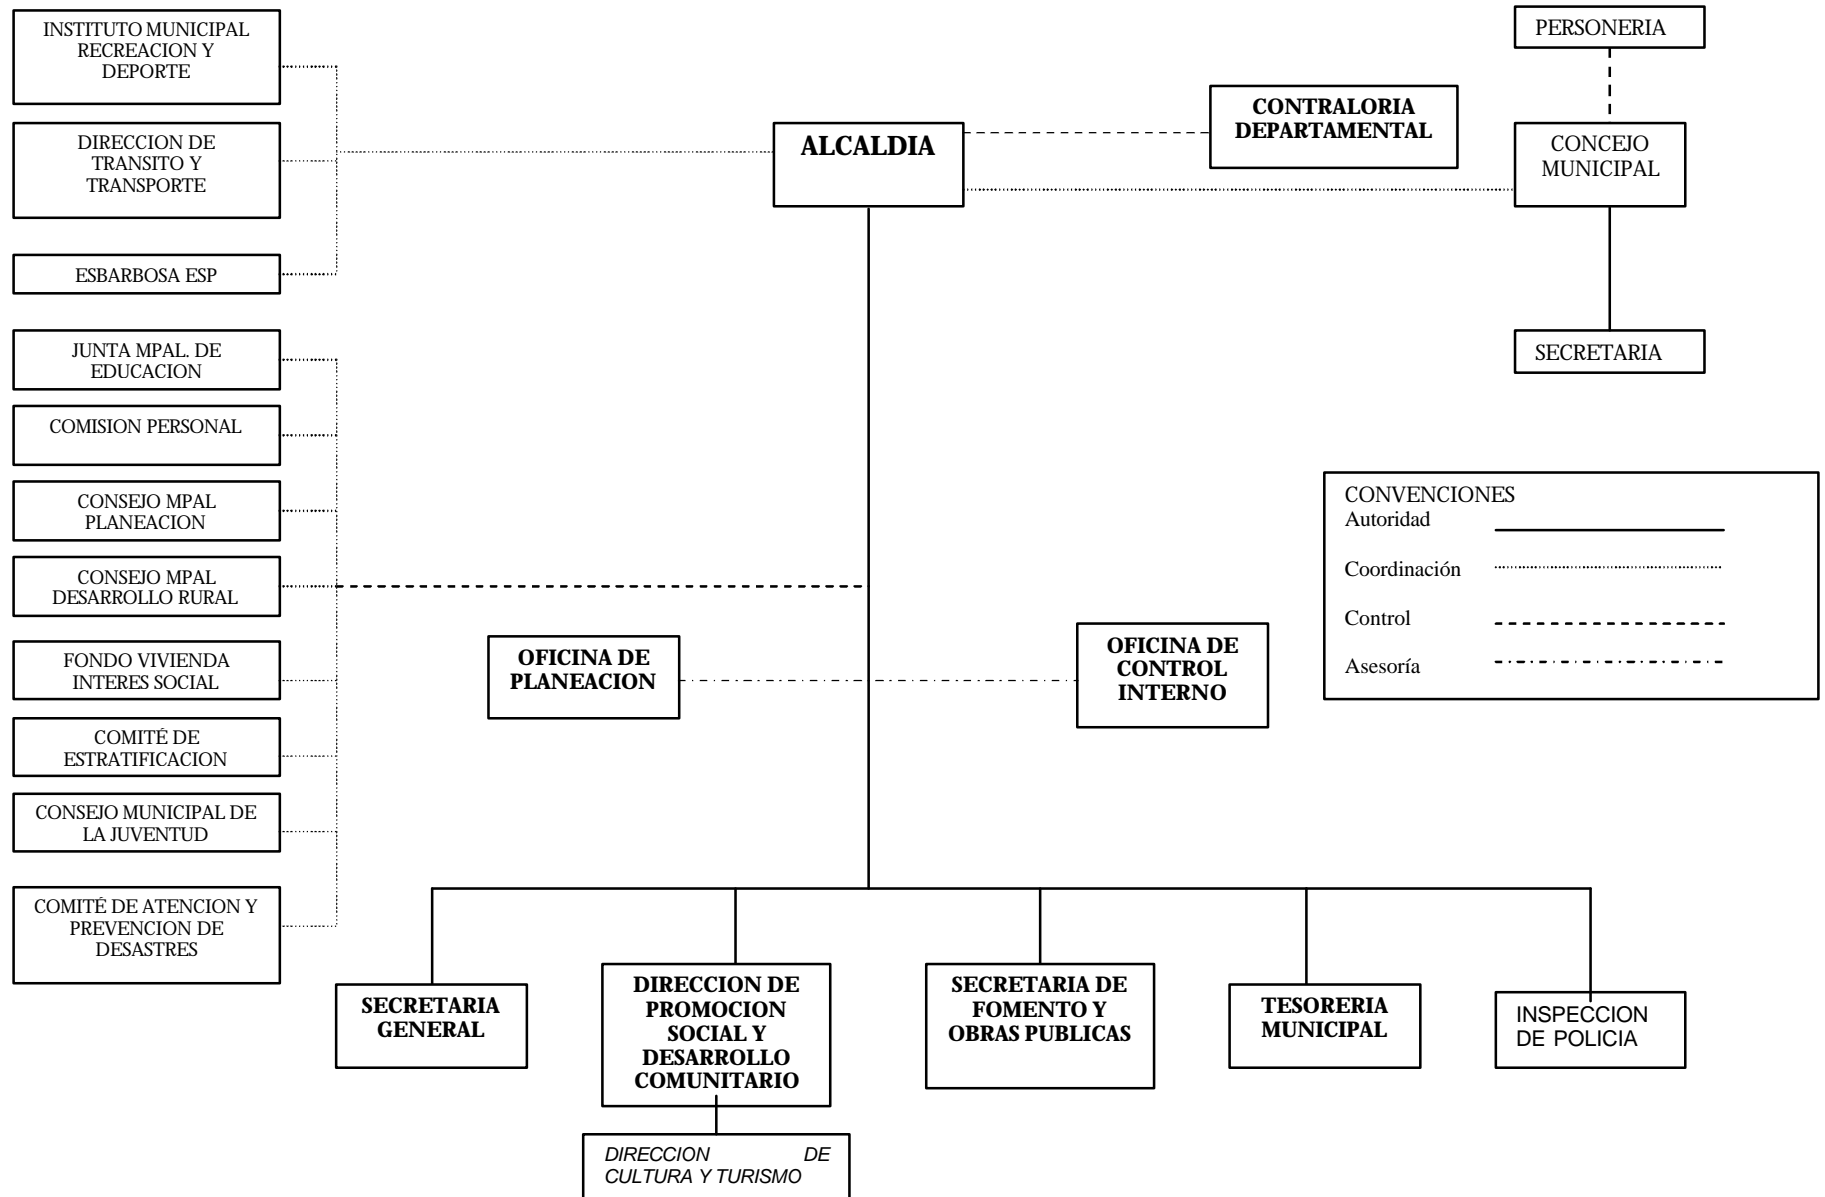 INSTITUTO MUNICIPAL
RECREACION Y
DEPORTE
DIRECCION DE
TRANSITO Y
TRANSPORTE
ESBARBOSA ESP
JUNTA MPAL. DE
EDUCACION
COMISION PERSONAL
CONSEJO MPAL
PLANEACION
CONSEJO MPAL
DESARROLLO RURAL
FONDO VIVIENDA
INTERES SOCIAL
COMITÉ DE
ESTRATIFICACION
CONSEJO MUNICIPAL DE
LA JUVENTUD
COMITÉ DE ATENCION Y
PREVENCION DE
DESASTRES
ALCALDIA
CONTRALORIA
DEPARTAMENTAL
PERSONERIA
CONCEJO
MUNICIPAL
SECRETARIA
CONVENCIONES
Autoridad
Coordinación
Control
Asesoría
OFICINA DE
PLANEACION
OFICINA DE
CONTROL
INTERNO
SECRETARIA
GENERAL
DIRECCION DE
PROMOCION
SOCIAL Y
DESARROLLO
COMUNITARIO
SECRETARIA DE
FOMENTO Y
OBRAS PUBLICAS
TESORERIA
MUNICIPAL
INSPECCION
DE POLICIA
DIRECCION DE
CULTURA Y TURISMO